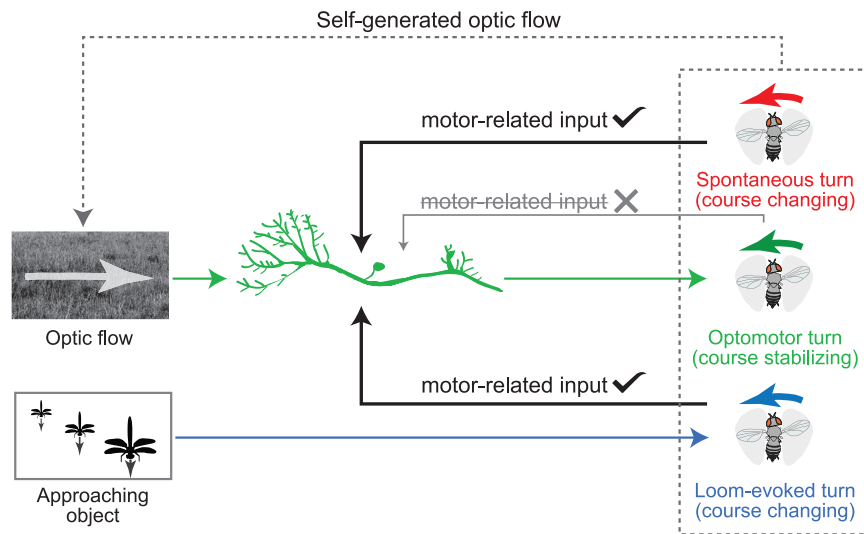 Self-generated optic flow
motor-related input
Spontaneous turn
(course changing)
motor-related input
Optic flow
Optomotor turn
(course stabilizing)
motor-related input
Approaching
object
Loom-evoked turn
(course changing)